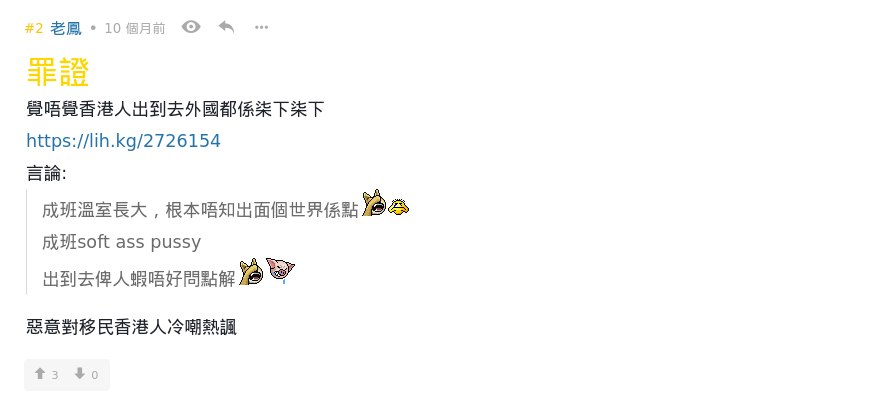 #2 老鳳 • 10 個月前
罪證
覺唔覺香港人出到去外國都係柒下柒下
https://lih.kg/2726154
言論:
成班溫室長大，根本唔知出面個世界係點
成班soft ass pussy
出到去俾人蝦唔好問點解
惡意對移民香港人冷嘲熱諷
3 0